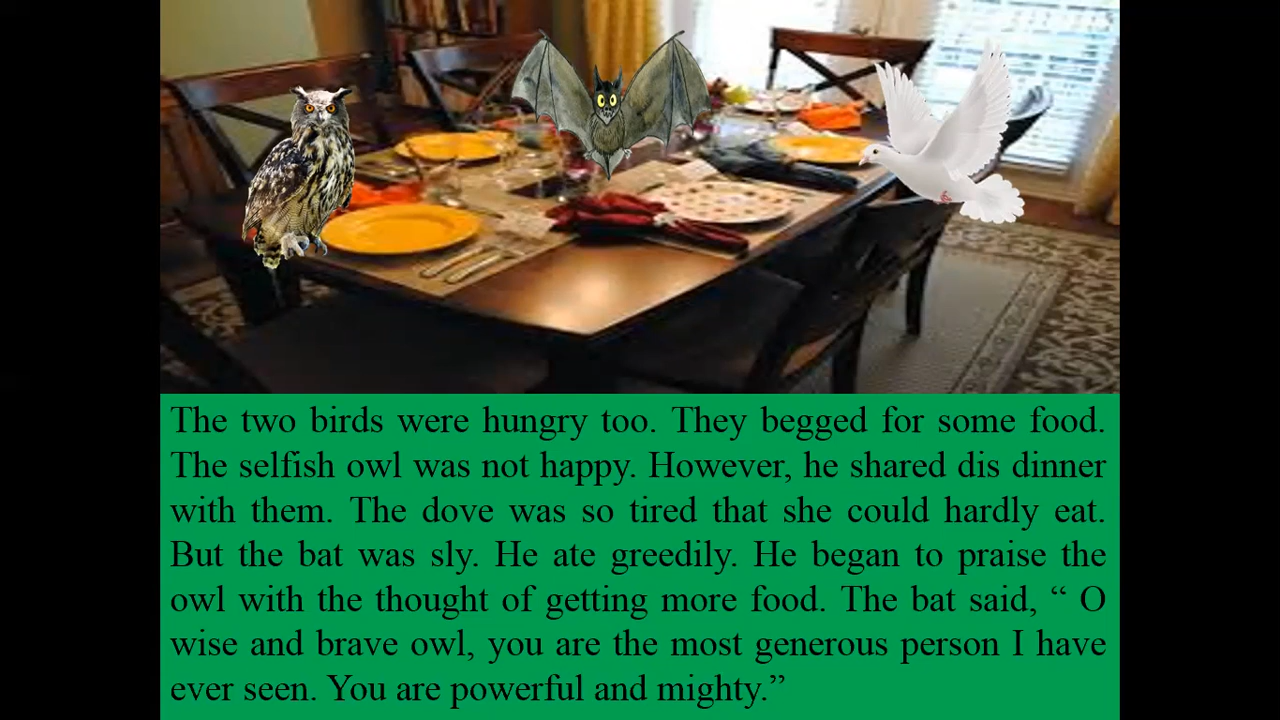 The two birds were hungry too. They begged for some food.
The selfish owl was not happy. However, he shared dis dinner
with them. The dove was so tired that she could hardly eat.
But the bat was sly. He ate greedily. He began to praise the
owl with the thought of getting more food. The bat said, “ O
wise and brave owl, you are the most generous person I have
ever seen. You are powerful and mighty.”